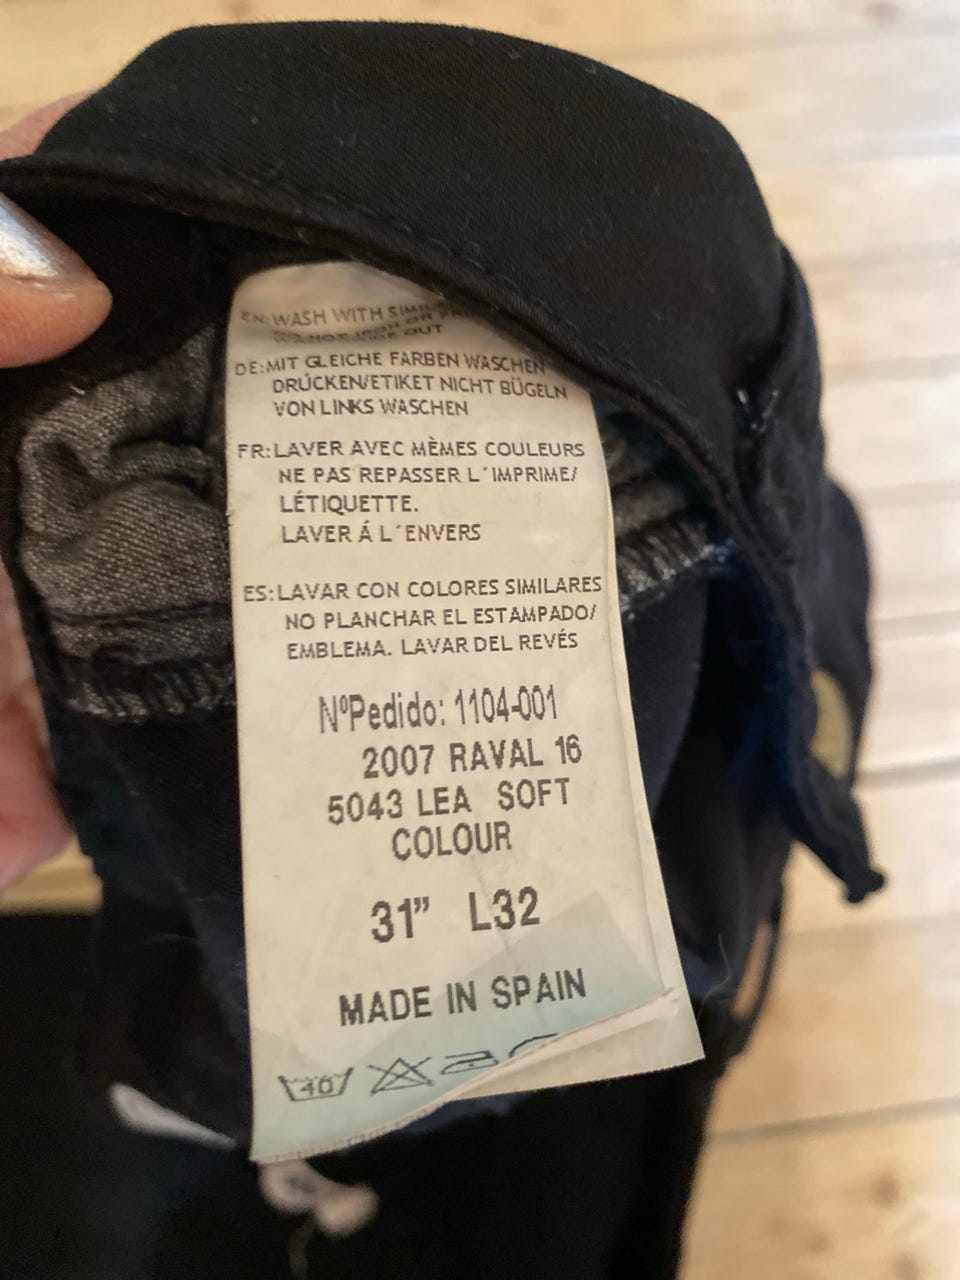 EN: WASH WITH
OUT
DE:MIT GLEICHE FARBEN WASCHEN
DRÜCKEN/ETIKET NICHT BÜGELN
VON LINKS WASCHEN
FR:LAVER AVEC MÈMES COULEURS
NE PAS REPASSER L´IMPRIME/
LÉTIQUETTE.
LAVER Á L´ENVERS
ES:LAVAR CON COLORES SIMILARES
NO PLANCHAR EL ESTAMPADO/
EMBLEMA. LAVAR DEL REVÉS
NºPedido: 1104-001
2007 RAVAL 16
5043 LEA SOFT
COLOUR
31" L32
MADE IN SPAIN
40